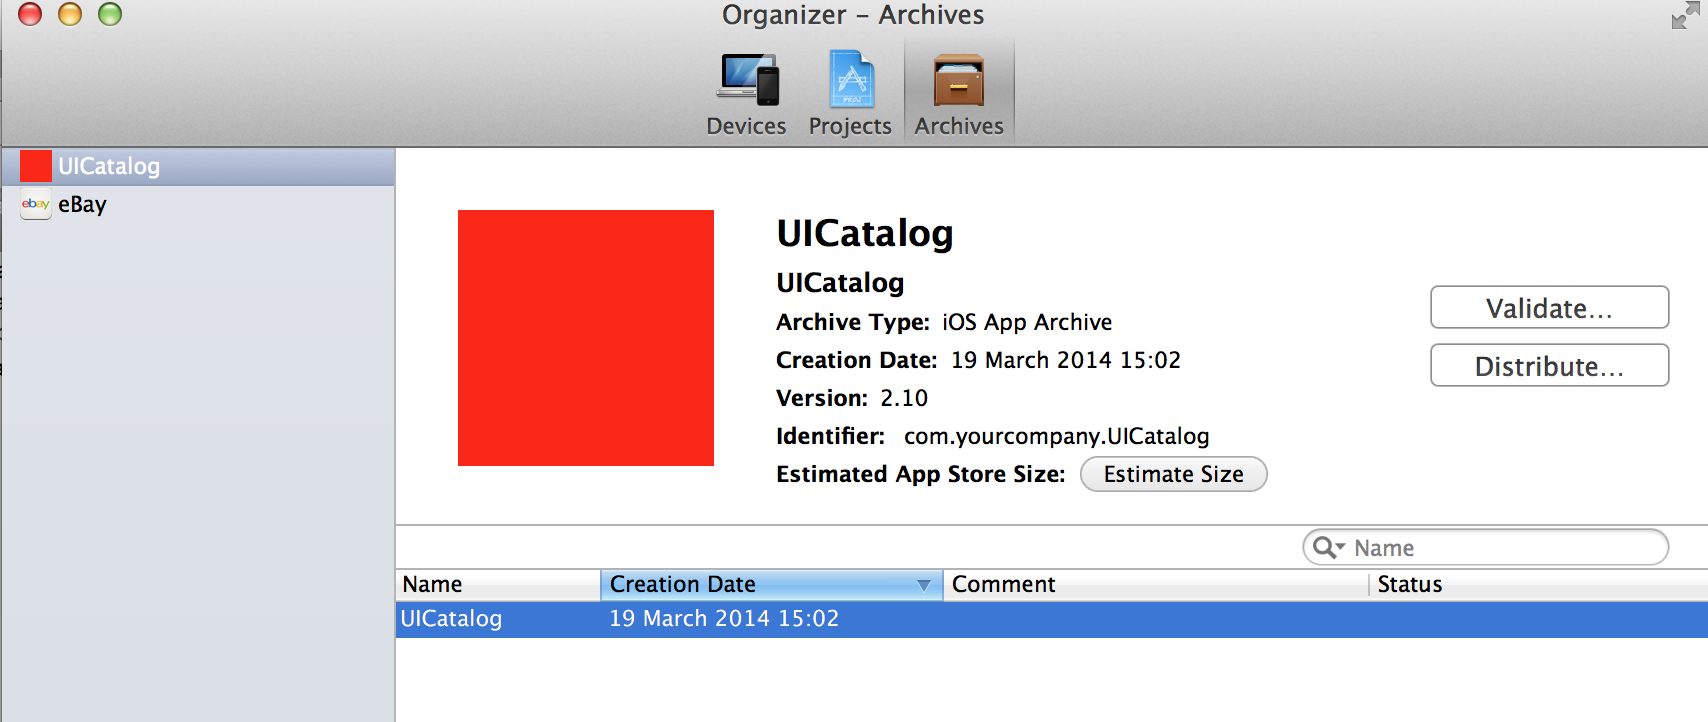 Organizer – Archives
Devices Projects Archives
UICatalog
ebay eBay
UICatalog
UICatalog
Archive Type: iOS App Archive
Creation Date: 19 March 2014 15:02
Version: 2.10
Identifier: com.yourcompany.UICatalog
Estimated App Store Size: Estimate Size
Validate...
Distribute...
Name
Name Creation Date Comment Status
UICatalog 19 March 2014 15:02